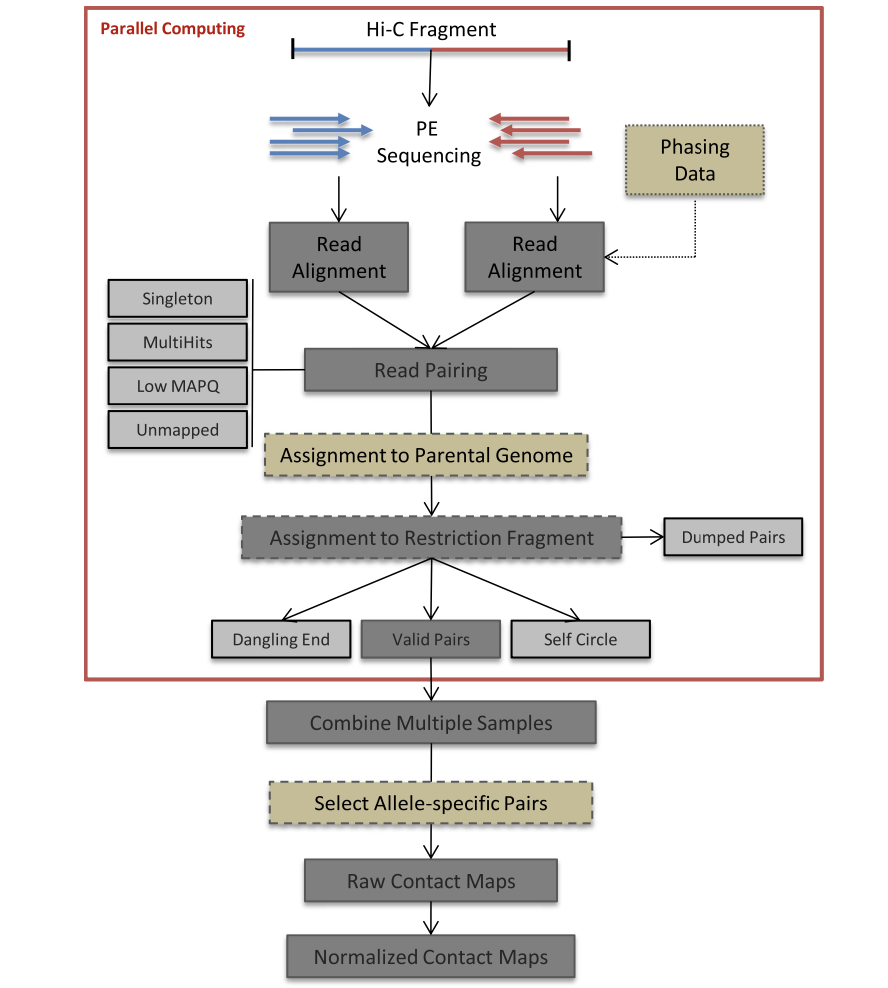 Parallel Computing
Hi-C Fragment
PE
Sequencing
Phasing
Data
Read
Alignment
Read
Alignment
Singleton
MultiHits
Low MAPQ
Unmapped
Read Pairing
Assignment to Parental Genome
Assignment to Restriction Fragment
Dumped Pairs
Dangling End
Valid Pairs
Self Circle
Combine Multiple Samples
Select Allele-specific Pairs
Raw Contact Maps
Normalized Contact Maps